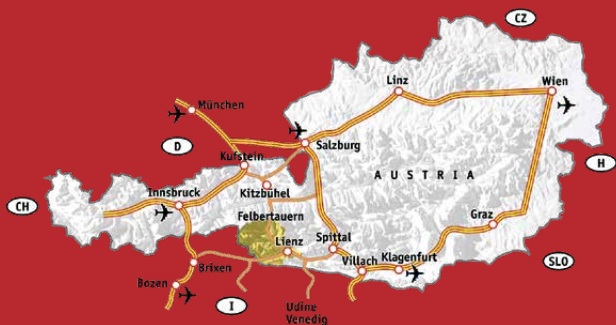 CZ
Linz
Wien
München
D
Salzburg
Kufstein
H
AUSTRIA
Kitzbühel
CH
Innsbruck
Felbertauern
Graz
Lienz
Spittal
Villach
Klagenfurt
Brixen
SLO
Bozen
I
Udine
Venedig